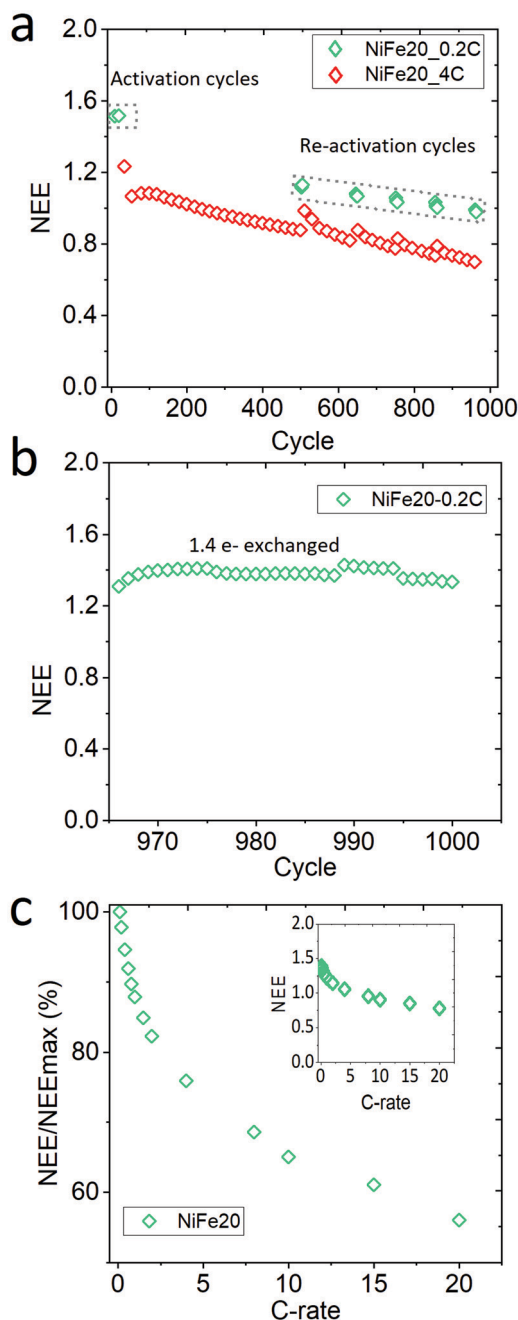 a
2.0
1.6
1.2
0.8
0.4
0.0
NEE
NiFe20_0.2C
NiFe20_4C
Activation cycles
Re-activation cycles
0 200 400 600 800 1000
Cycle
b
2.0
1.6
1.2
0.8
0.4
0.0
NEE
NiFe20-0.2C
1.4 e- exchanged
970 980 990 1000
Cycle
c
100
80
60
NEE/NEEmax (%)
2.0
1.5
1.0
0.5
0.0
NEE
0 5 10 15 20
C-rate
NiFe20
0 5 10 15 20
C-rate